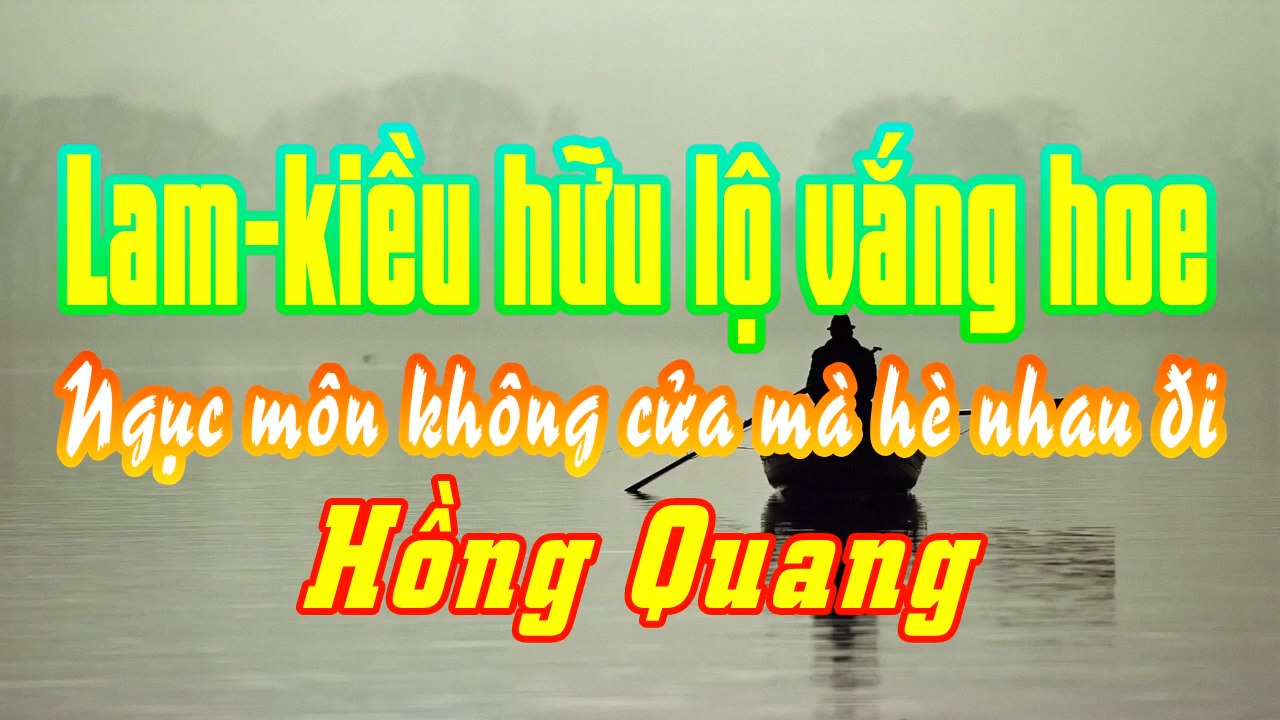 Lam-kiều hữu lộ vắng hoe
Ngục môn không cửa mà hè nhau đi
Hồng Quang